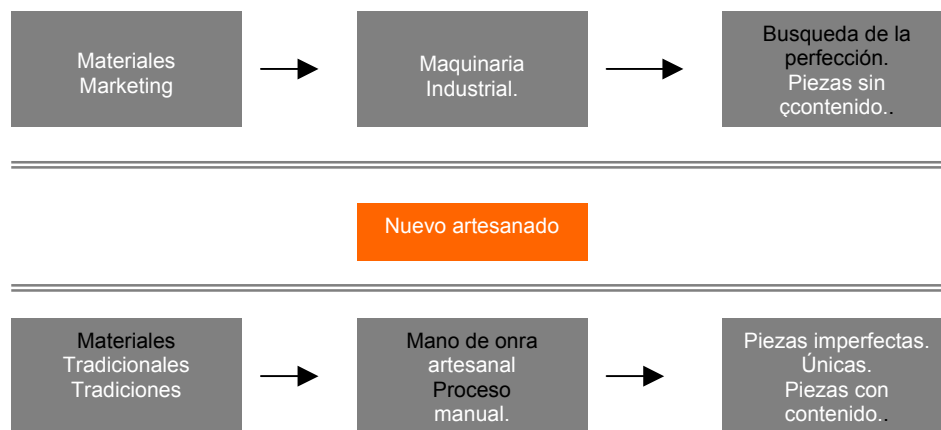 Materiales
Marketing
Maquinaria
Industrial.
Busqueda de la
perfección.
Piezas sin
çcontenido..
Nuevo artesanado
Materiales
Tradicionales
Tradiciones
Mano de onra
artesanal
Proceso
manual.
Piezas imperfectas.
Únicas.
Piezas con
contenido..